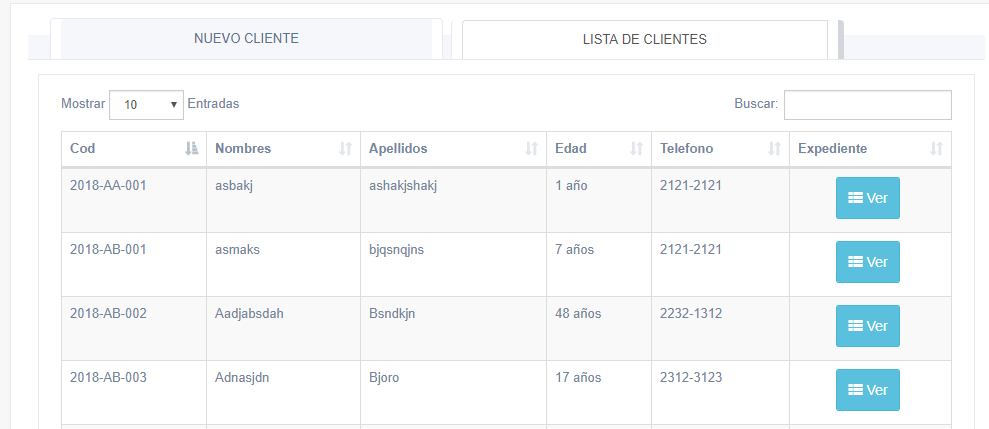 NUEVO CLIENTE LISTA DE CLIENTES
Mostrar 10 Entradas Buscar:
Cod Nombres Apellidos Edad Telefono Expediente
2018-AA-001 asbakj ashakjshakj 1 año 2121-2121 Ver
2018-AB-001 asmaks bjqsnqjns 7 años 2121-2121 Ver
2018-AB-002 Aadjabsdah Bsndkjn 48 años 2232-1312 Ver
2018-AB-003 Adnasjdn Bjoro 17 años 2312-3123 Ver